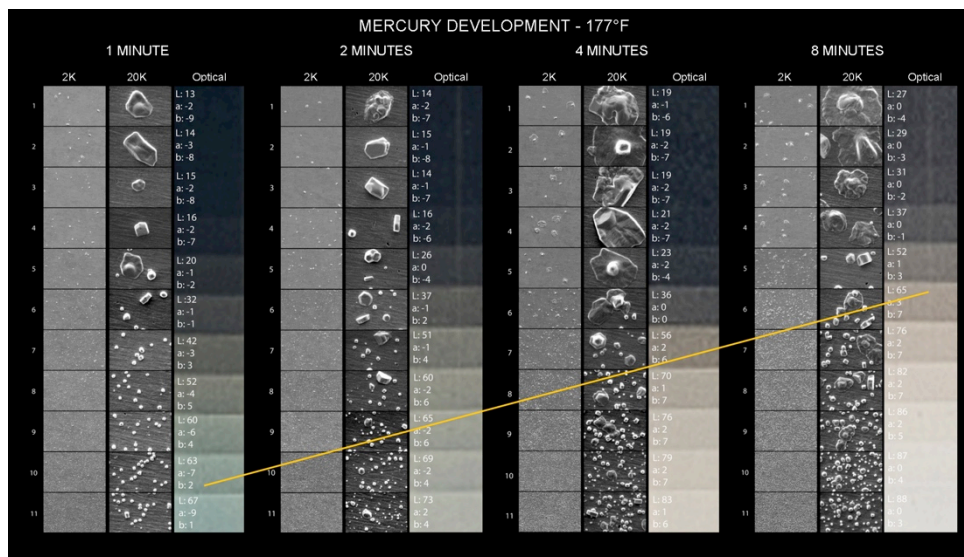 MERCURY DEVELOPMENT - 177°F
1 MINUTE
2K 20K Optical
1
L: 13
a: -2
b: -9
2
L: 14
a: -3
b: -8
3
L: 15
a: -2
b: -8
4
L: 16
a: -2
b: -7
5
L: 20
a: -1
b: -2
6
L: 32
a: -1
b: -1
7
L: 42
a: -3
b: 3
8
L: 52
a: -4
b: 5
9
L: 60
a: -6
b: 4
10
L: 63
a: -7
b: 2
11
L: 67
a: -9
b: 1
2 MINUTES
2K 20K Optical
1
L: 14
a: -2
b: -7
2
L: 15
a: -1
b: -8
3
L: 14
a: -1
b: -7
4
L: 16
a: -2
b: -6
5
L: 26
a: 0
b: -4
6
L: 37
a: -1
b: 2
7
L: 51
a: -1
b: 4
8
L: 60
a: -2
b: 6
9
L: 65
a: -2
b: 6
10
L: 69
a: -2
b: 4
11
L: 73
a: 2
b: 4
4 MINUTES
2K 20K Optical
1
L: 19
a: -1
b: -6
2
L: 19
a: -2
b: -7
3
L: 19
a: -2
b: -7
4
L: 21
a: -2
b: -7
5
L: 23
a: -2
b: -4
6
L: 36
a: 0
b: 0
7
L: 56
a: 2
b: 6
8
L: 70
a: 1
b: 7
9
L: 76
a: 2
b: 7
10
L: 79
a: 2
b: 7
11
L: 83
a: 1
b: 6
8 MINUTES
2K 20K Optical
1
L: 27
a: 0
b: -4
2
L: 29
a: 0
b: -3
3
L: 31
a: 0
b: -2
4
L: 37
a: 0
b: -1
5
L: 52
a: 1
b: 3
6
L: 65
a: 3
b: 7
7
L: 76
a: 2
b: 7
8
L: 82
a: 2
b: 7
9
L: 86
a: 2
b: 5
10
L: 87
a: 0
b: 4
11
L: 88
a: 0
b: 3